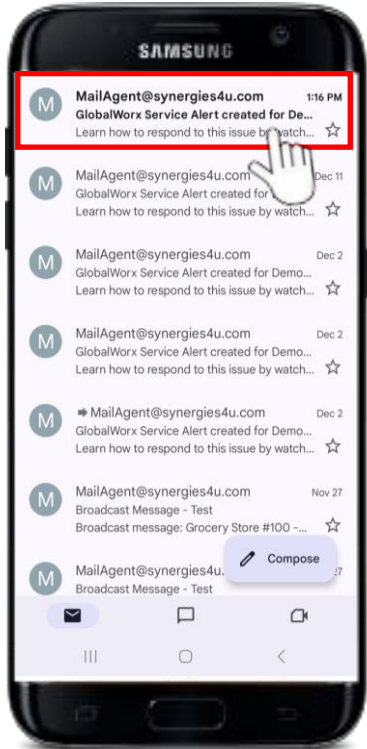 SAMSUNG
M
MailAgent@synergies4u.com 1:16 PM
GlobalWorx Service Alert created for De...
Learn how to respond to this issue by watch...
M
MailAgent@synergies4u.com Dec 11
GlobalWorx Service Alert created for
Learn how to respond to this issue by watch...
M
MailAgent@synergies4u.com Dec 2
GlobalWorx Service Alert created for Demo...
Learn how to respond to this issue by watch...
M
MailAgent@synergies4u.com Dec 2
GlobalWorx Service Alert created for Demo...
Learn how to respond to this issue by watch...
M
MailAgent@synergies4u.com Dec 2
GlobalWorx Service Alert created for Demo...
Learn how to respond to this issue by watch...
M
MailAgent@synergies4u.com Nov 27
Broadcast Message - Test
Broadcast message: Grocery Store #100 -...
Compose
M
MailAgent@synergies4u.
Broadcast Message - Test